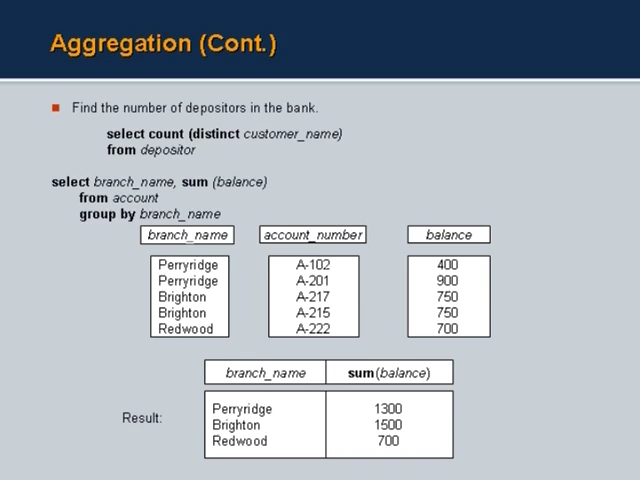 Aggregation (Cont.)
Find the number of depositors in the bank.
select count (distinct customer_name)
from depositor
select branch_name, sum (balance)
from account
group by branch_name
branch_name account_number balance
Perryridge A-102 400
Perryridge A-201 900
Brighton A-217 750
Brighton A-215 750
Redwood A-222 700
branch_name sum(balance)
Result:
Perryridge 1300
Brighton 1500
Redwood 700